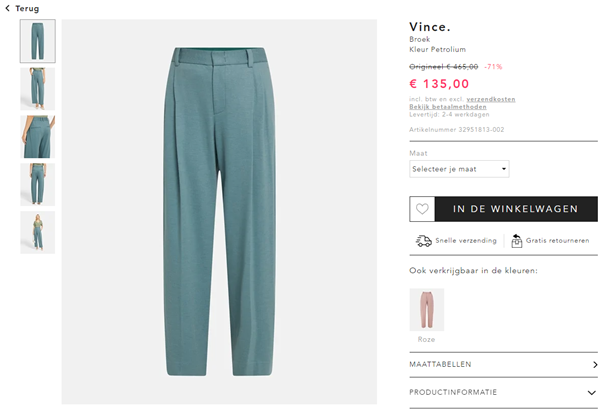 Terug
Vince.
Broek
Kleur Petrolium
Origineel € 465,00 -71%
€ 135,00
incl. btw en excl. verzendkosten
Bekijk betaalmethoden
Levertijd: 2-4 werkdagen
Artikelnummer 32951813-002
Maat
Selecteer je maat
IN DE WINKELWAGEN
Snelle verzending
Gratis retourneren
Ook verkrijgbaar in de kleuren:
Roze
MAATTABELLEN
PRODUCTINFORMATIE